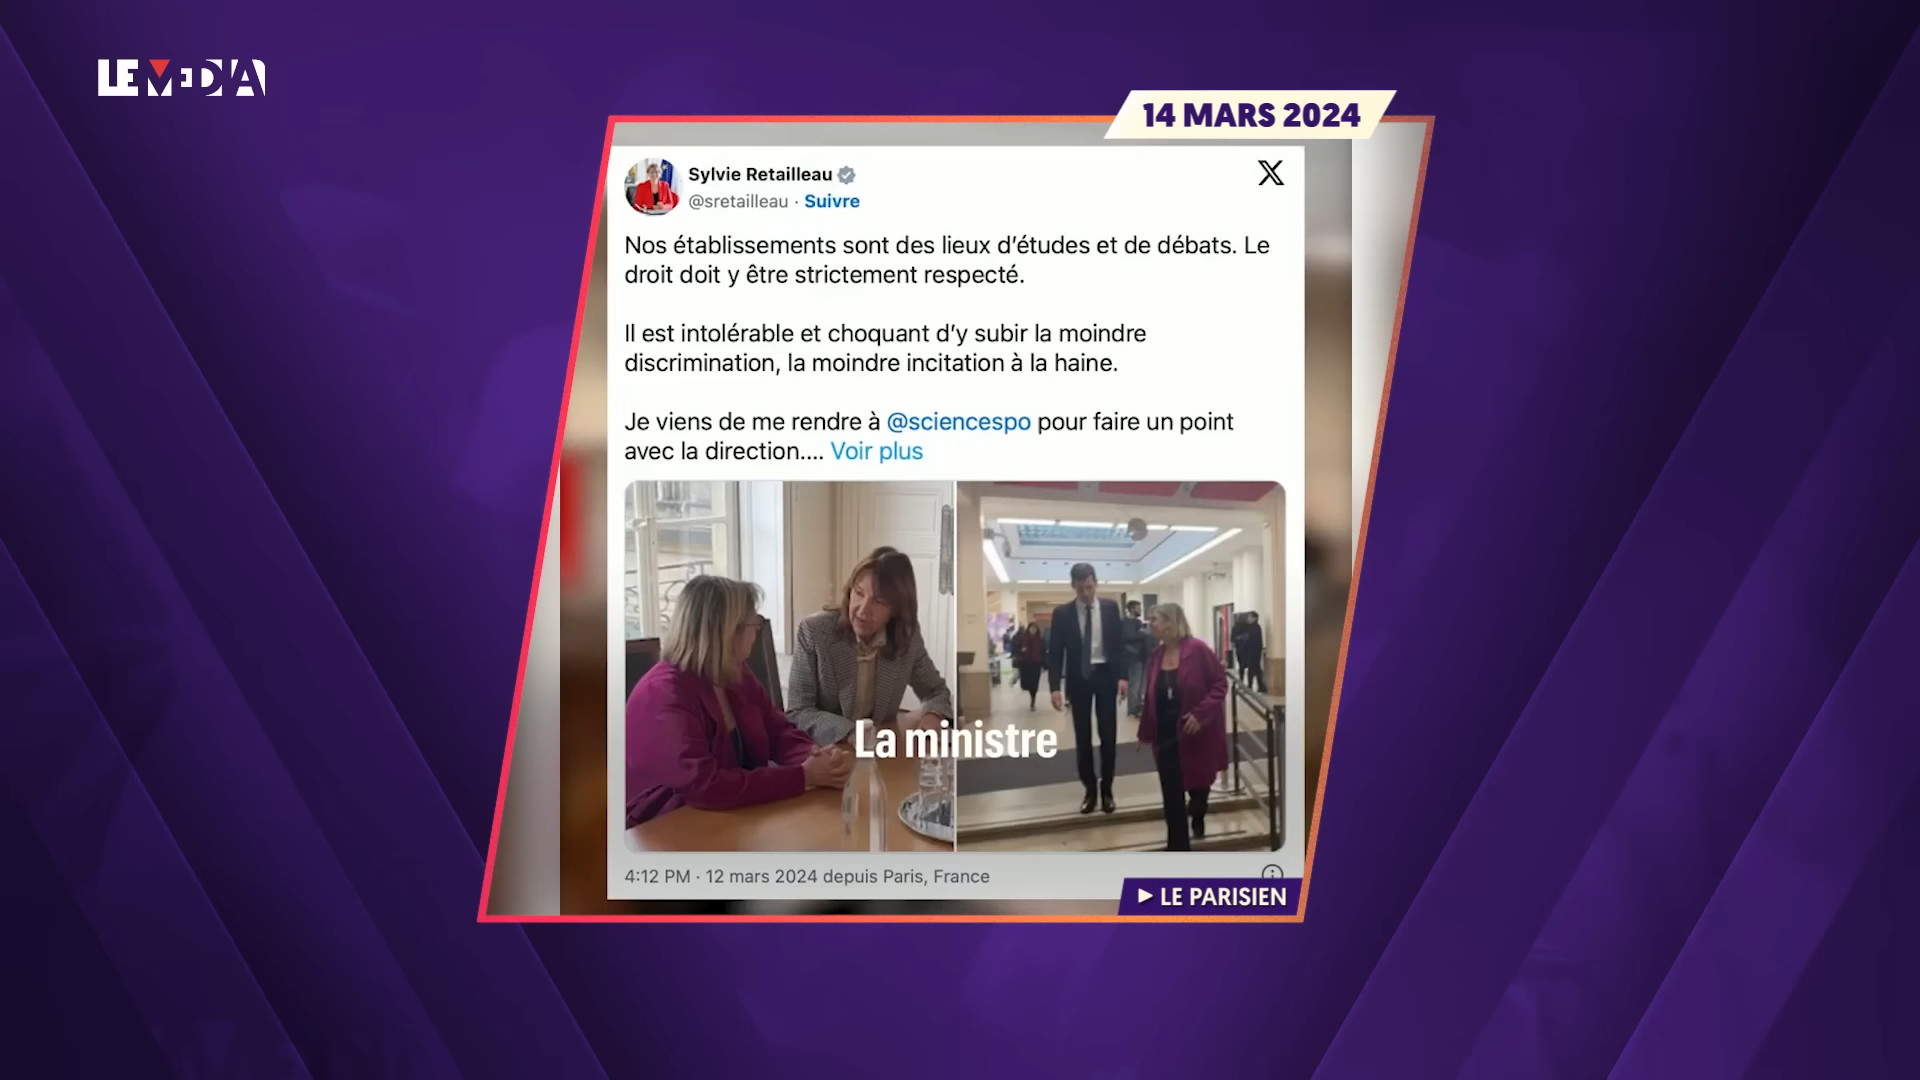 LE MEDIA
14 MARS 2024
Sylvie Retailleau
@sretailleau · Suivre
Nos établissements sont des lieux d’études et de débats. Le
droit doit y être strictement respecté.
Il est intolérable et choquant d’y subir la moindre
discrimination, la moindre incitation à la haine.
Je viens de me rendre à @sciencespo pour faire un point
avec la direction.... Voir plus
La ministre
4:12 PM · 12 mars 2024 depuis Paris, France
LE PARISIEN